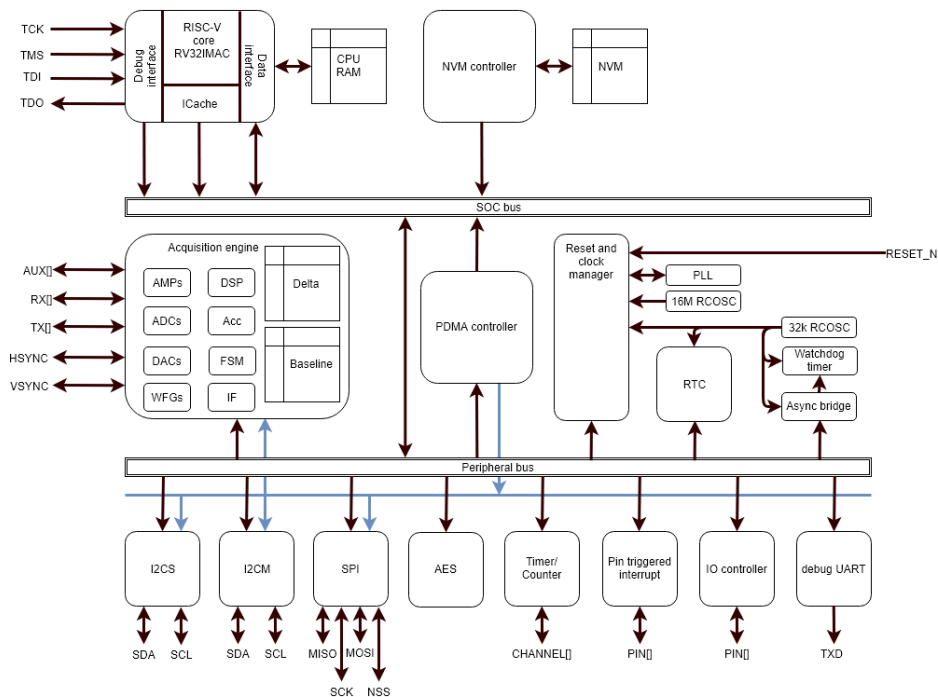 TCK
TMS
TDI
TDO
Debug
interface
RISC-V
core
RV32IMAC
ICache
Data
interface
CPU
RAM
NVM controller
NVM
SOC bus
Acquisition engine
AUX[]
RX[]
TX[]
HSYNC
VSYNC
AMPs
DSP
ADCs
Acc
DACs
FSM
WFGs
IF
Delta
Baseline
PDMA controller
Reset and
clock
manager
RESET_N
PLL
16M RCOSC
32k RCOSC
RTC
Watchdog
timer
Async bridge
Peripheral bus
I2CS
I2CM
SPI
AES
Timer/
Counter
Pin triggered
interrupt
IO controller
debug UART
SDA
SCL
SDA
SCL
MISO
MOSI
SCK
NSS
CHANNEL[]
PIN[]
PIN[]
TXD